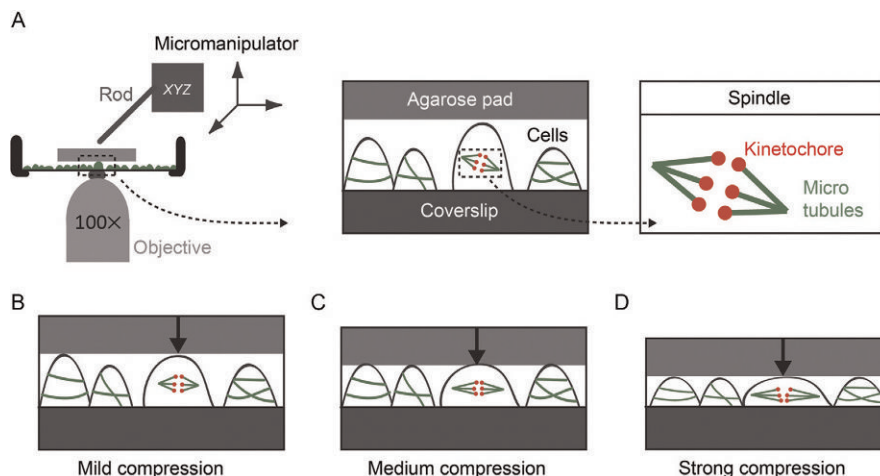 A
Micromanipulator
XYZ
Rod
100×
Objective
Agarose pad
Cells
Coverslip
Spindle
Kinetochore
Micro
tubules
B
C
D
Mild compression
Medium compression
Strong compression